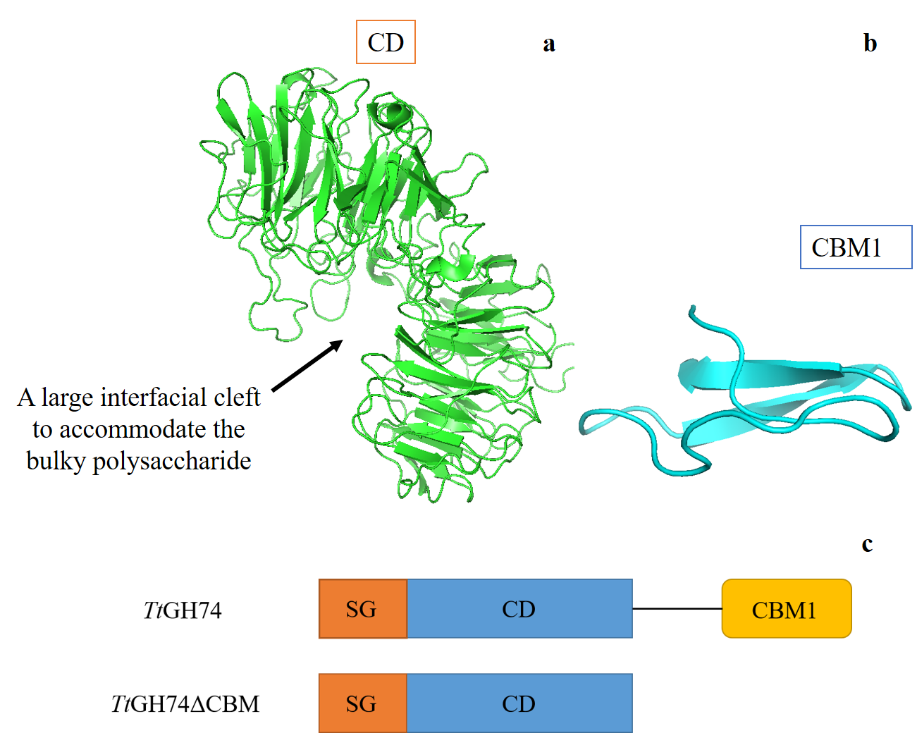 CD
a
b
CBM1
A large interfacial cleft
to accommodate the
bulky polysaccharide
c
TtGH74
SG
CD
CBM1
TtGH74ΔCBM
SG
CD